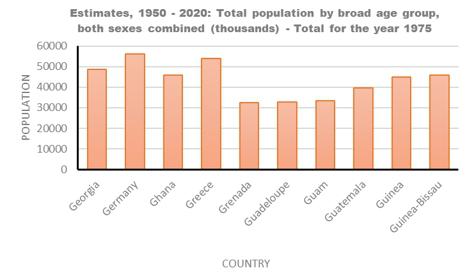 Estimates, 1950 - 2020: Total population by broad age group,
both sexes combined (thousands) - Total for the year 1975
POPULATION
60000
50000
40000
30000
20000
10000
0
Georgia
Germany
Ghana
Greece
Grenada
Guadeloupe
Guam
Guatemala
Guinea
Guinea-Bissau
COUNTRY